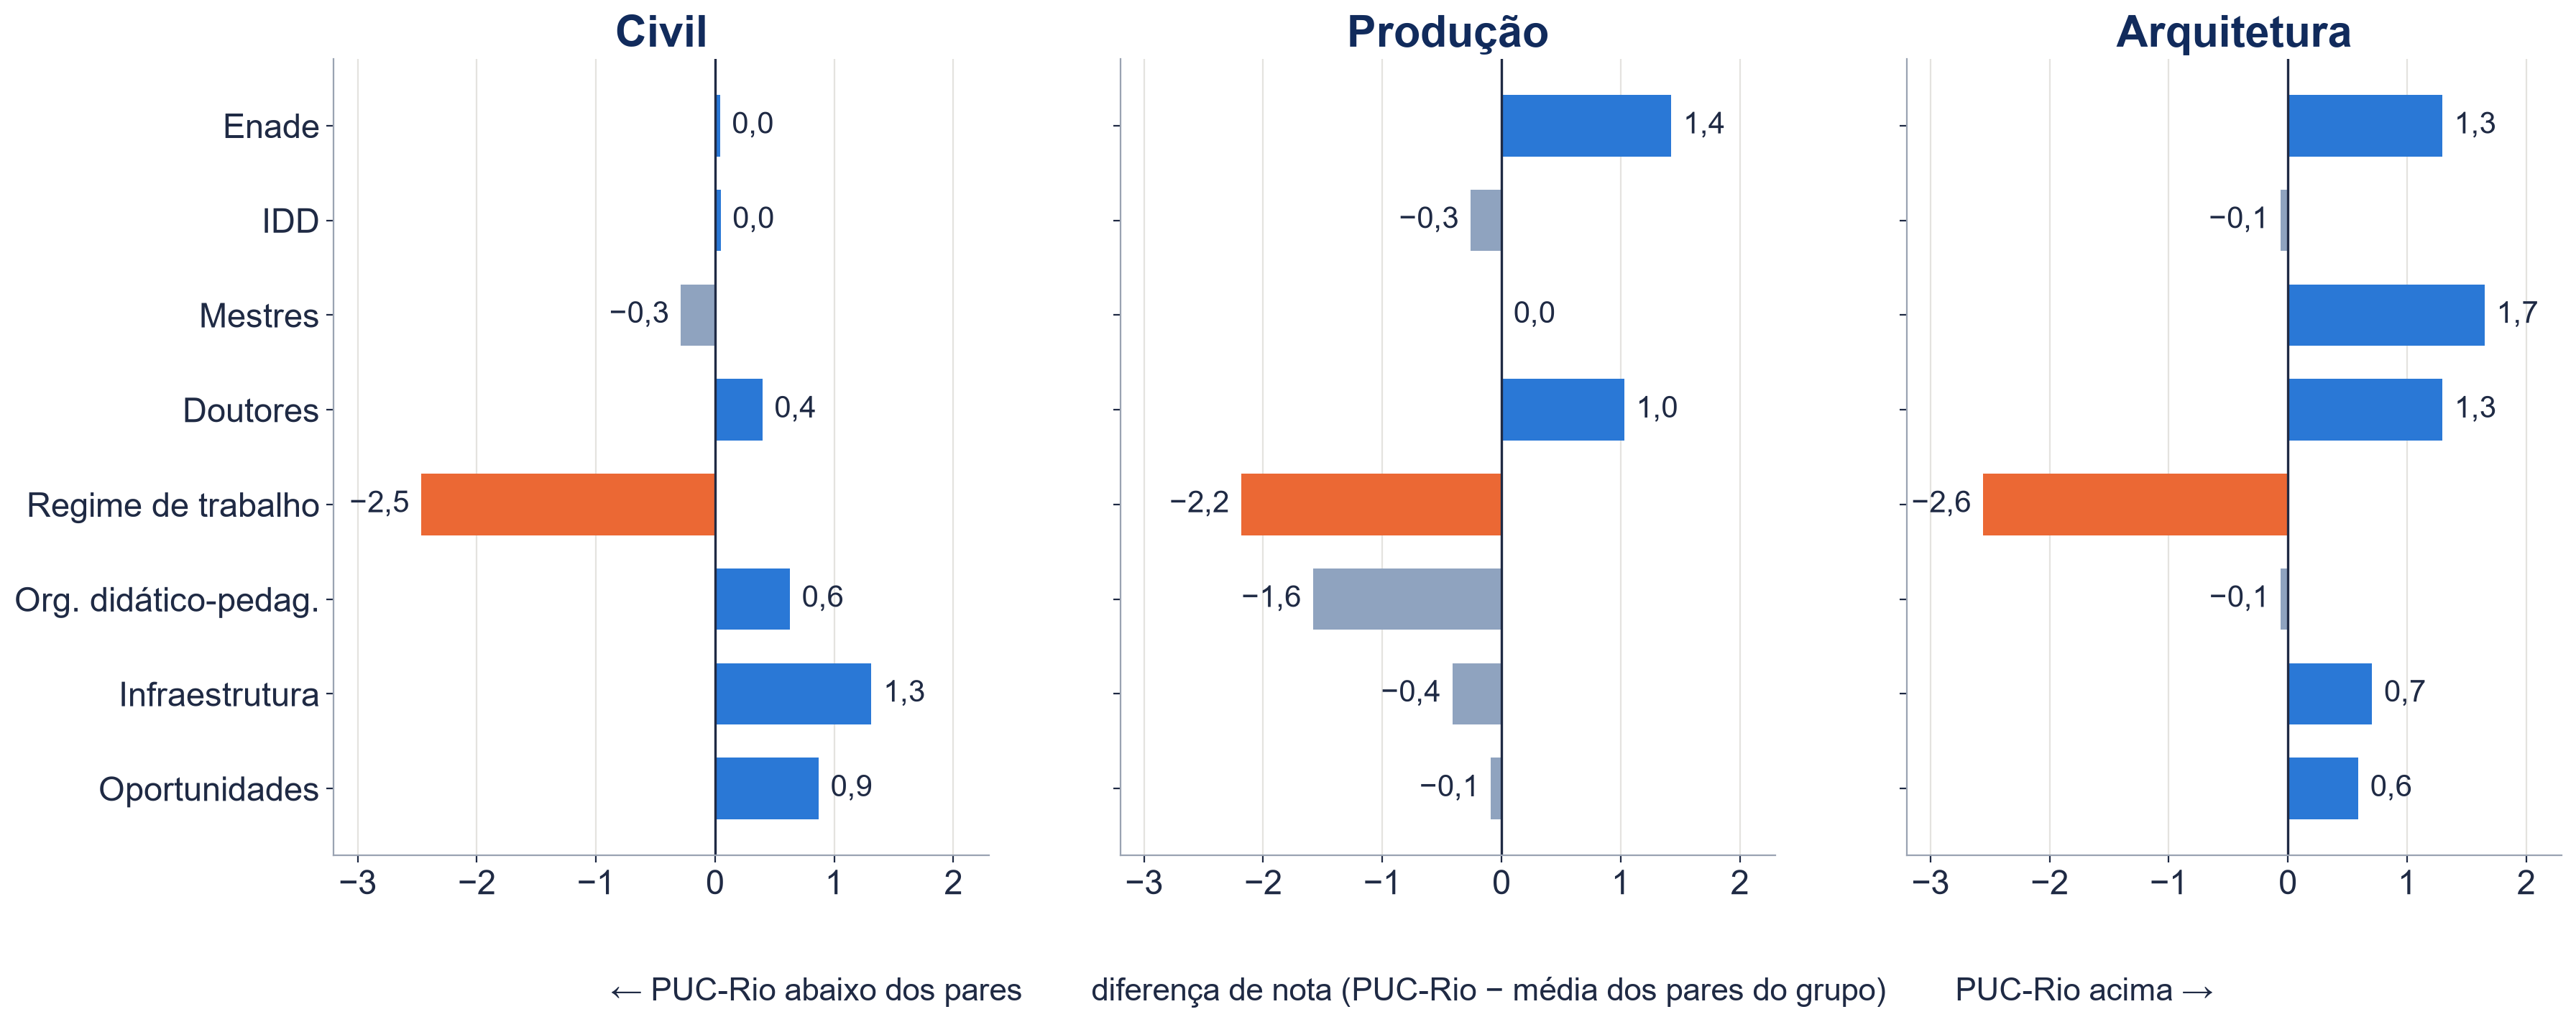 Civil
Produção
Arquitetura
Enade
0,0
1,4
1,3
IDD
0,0
−0,3
−0,1
Mestres
−0,3
0,0
1,7
Doutores
0,4
1,0
1,3
Regime de trabalho
−2,5
−2,2
−2,6
Org. didático-pedag.
0,6
−1,6
−0,1
Infraestrutura
1,3
−0,4
0,7
Oportunidades
0,9
−0,1
0,6
−3 −2 −1 0 1 2
−3 −2 −1 0 1 2
−3 −2 −1 0 1 2
← PUC-Rio abaixo dos pares diferença de nota (PUC-Rio − média dos pares do grupo) PUC-Rio acima →